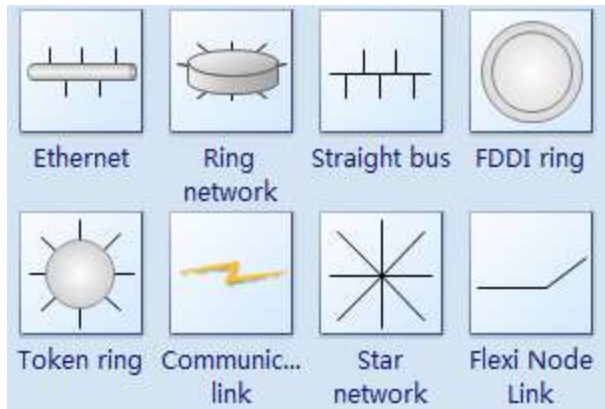 Ethernet
Ring
network
Straight bus
FDDI ring
Token ring
Communic...
link
Star
network
Flexi Node
Link